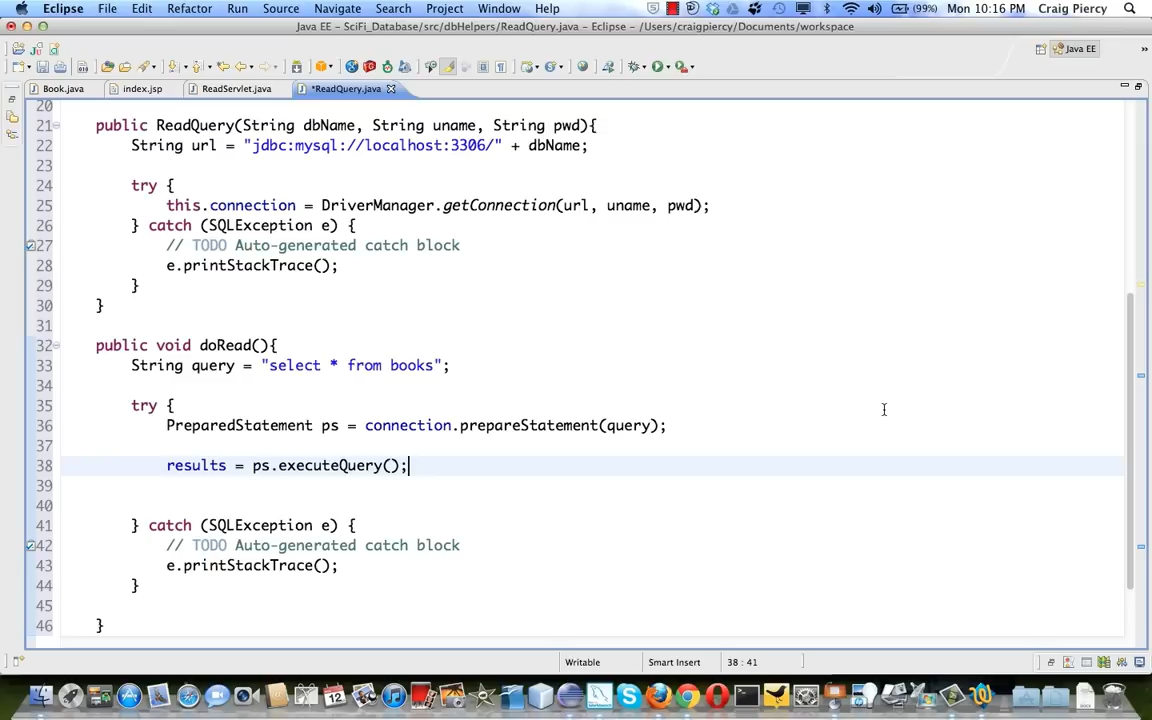 Eclipse File Edit Refactor Navigate Search Project Run Window Help (99%) Mon 10:16 PM Craig Piercy
Java EE - SciFi_Database/src/dbHelpers/ReadQuery.java - Eclipse - /Users/craigpiercy/Documents/workspace
Java EE
Book.java index.jsp ReadServlet.java *ReadQuery.java
20
21 public ReadQuery(String dbName, String uname, String pwd){
22 String url = "jdbc:mysql://localhost:3306/" + dbName;
23
24 try {
25 this.connection = DriverManager.getConnection(url, uname, pwd);
26 } catch (SQLException e) {
27 // TODO Auto-generated catch block
28 e.printStackTrace();
29 }
30 }
31
32 public void doRead(){
33 String query = "select * from books";
34
35 try {
36 PreparedStatement ps = connection.prepareStatement(query);
37
38 results = ps.executeQuery();
39
40
41 } catch (SQLException e) {
42 // TODO Auto-generated catch block
43 e.printStackTrace();
44 }
45
46 }
Writable Smart Insert 38 : 41